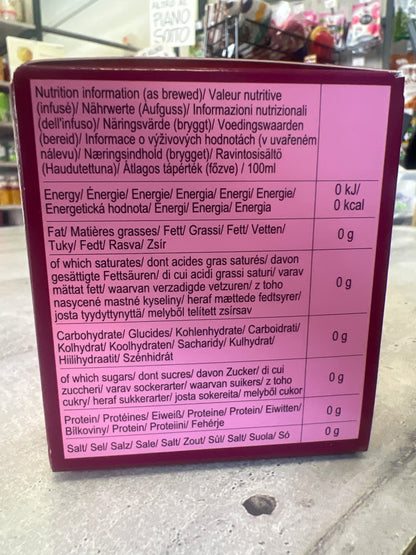 ALTRO AL
PIANO
SOTTO
Nutrition information (as brewed)/ Valeur nutritive
(infusé)/ Nährwerte (Aufguss)/ Informazioni nutrizionali
(dell'infuso)/ Näringsvärde (bryggt)/ Voedingswaarden
(bereid)/ Informace o výživových hodnotách (v uvařeném
nálevu)/ Næringsindhold (brygget)/ Ravintosisältö
(Haudutettuna)/ Átlagos tápérték (főzve) / 100ml
Energy/ Énergie/ Energie/ Energia/ Energi/ Energie/
Energetická hodnota/ Energi/ Energia/ Energia
0 kJ/
0 kcal
Fat/ Matières grasses/ Fett/ Grassi/ Fett/ Vetten/
Tuky/ Fedt/ Rasva/ Zsír
0 g
of which saturates/ dont acides gras saturés/ davon
gesättigte Fettsäuren/ di cui acidi grassi saturi/ varav
mättat fett/ waarvan verzadigde vetzuren/ z toho
nasycené mastné kyseliny/ heraf mættede fedtsyrer/
josta tyydyttynyttä/ melyből telített zsírsav
0 g
Carbohydrate/ Glucides/ Kohlenhydrate/ Carboidrati/
Kolhydrat/ Koolhydraten/ Sacharidy/ Kulhydrat/
Hiilihydraatit/ Szénhidrát
0 g
of which sugars/ dont sucres/ davon Zucker/ di cui
zuccheri/ varav sockerarter/ waarvan suikers/ z toho
cukry/ heraf sukkerarter/ josta sokereita/ melyből cukor
0 g
Protein/ Protéines/ Eiweiß/ Proteine/ Protein/ Eiwitten/
Bílkoviny/ Protein/ Proteiini/ Fehérje
0 g
Salt/ Sel/ Salz/ Sale/ Salt/ Zout/ Sůl/ Salt/ Suola/ Só
0 g